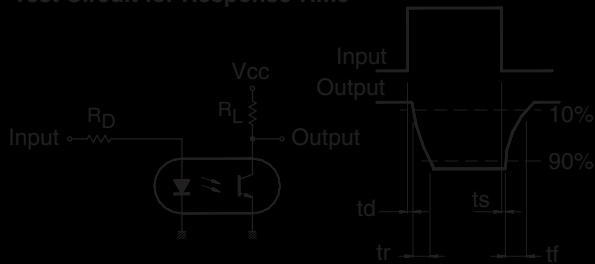 Test Circuit for Response Time
Input
Output
Vcc
RD
RL
Input
Output
10%
90%
td
ts
tr
tf